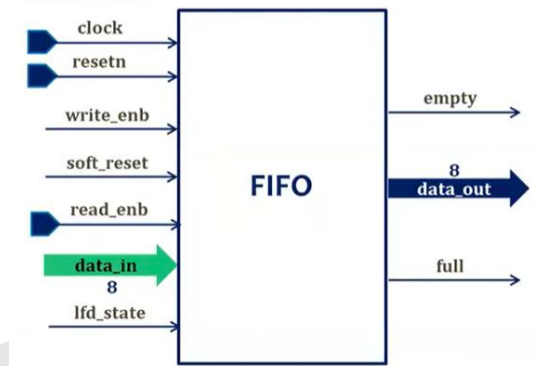 clock
resetn
write_enb
soft_reset
read_enb
data_in
8
lfd_state
FIFO
empty
8
data_out
full